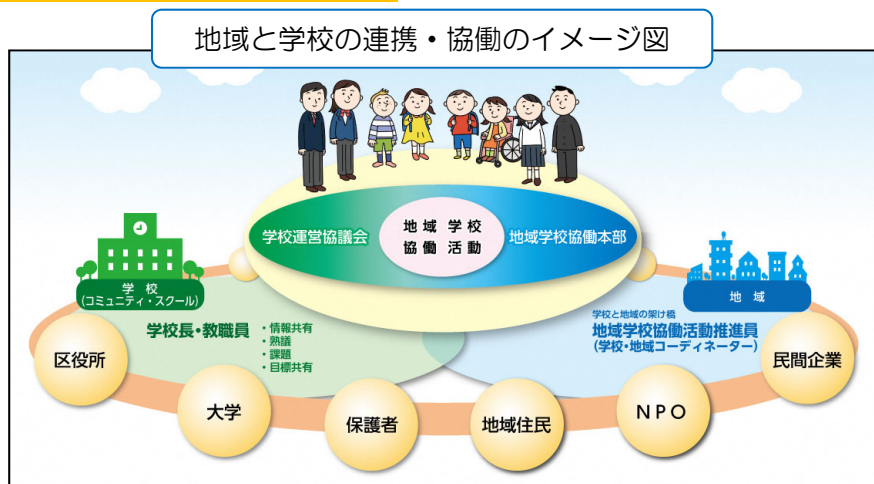 地域と学校の連携・協働のイメージ図
学校運営協議会
地域 学校
協働 活動
地域学校協働本部
学校
(コミュニティ・スクール)
地域
学校長・教職員
・情報共有
・熟議
・課題
・目標共有
学校と地域の架け橋
地域学校協働活動推進員
(学校・地域コーディネーター)
区役所
大学
保護者
地域住民
NPO
民間企業